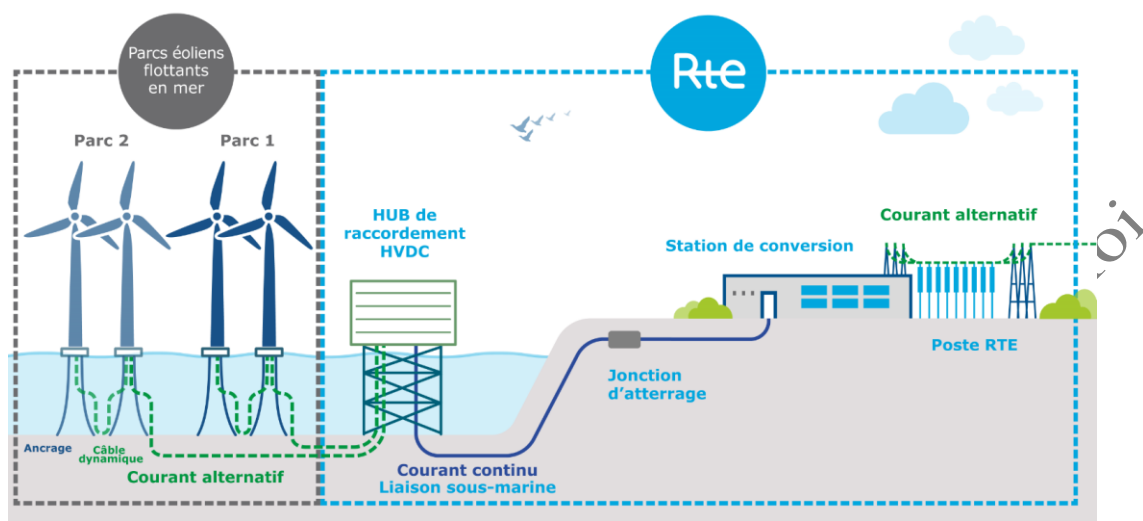 Parcs éoliens
flottants
en mer
Rte
Parc 2
Parc 1
HUB de
raccordement
HVDC
Courant alternatif
Station de conversion
Poste RTE
Jonction
d'atterrage
Ancrage
Câble
dynamique
Courant alternatif
Courant continu
Liaison sous-marine